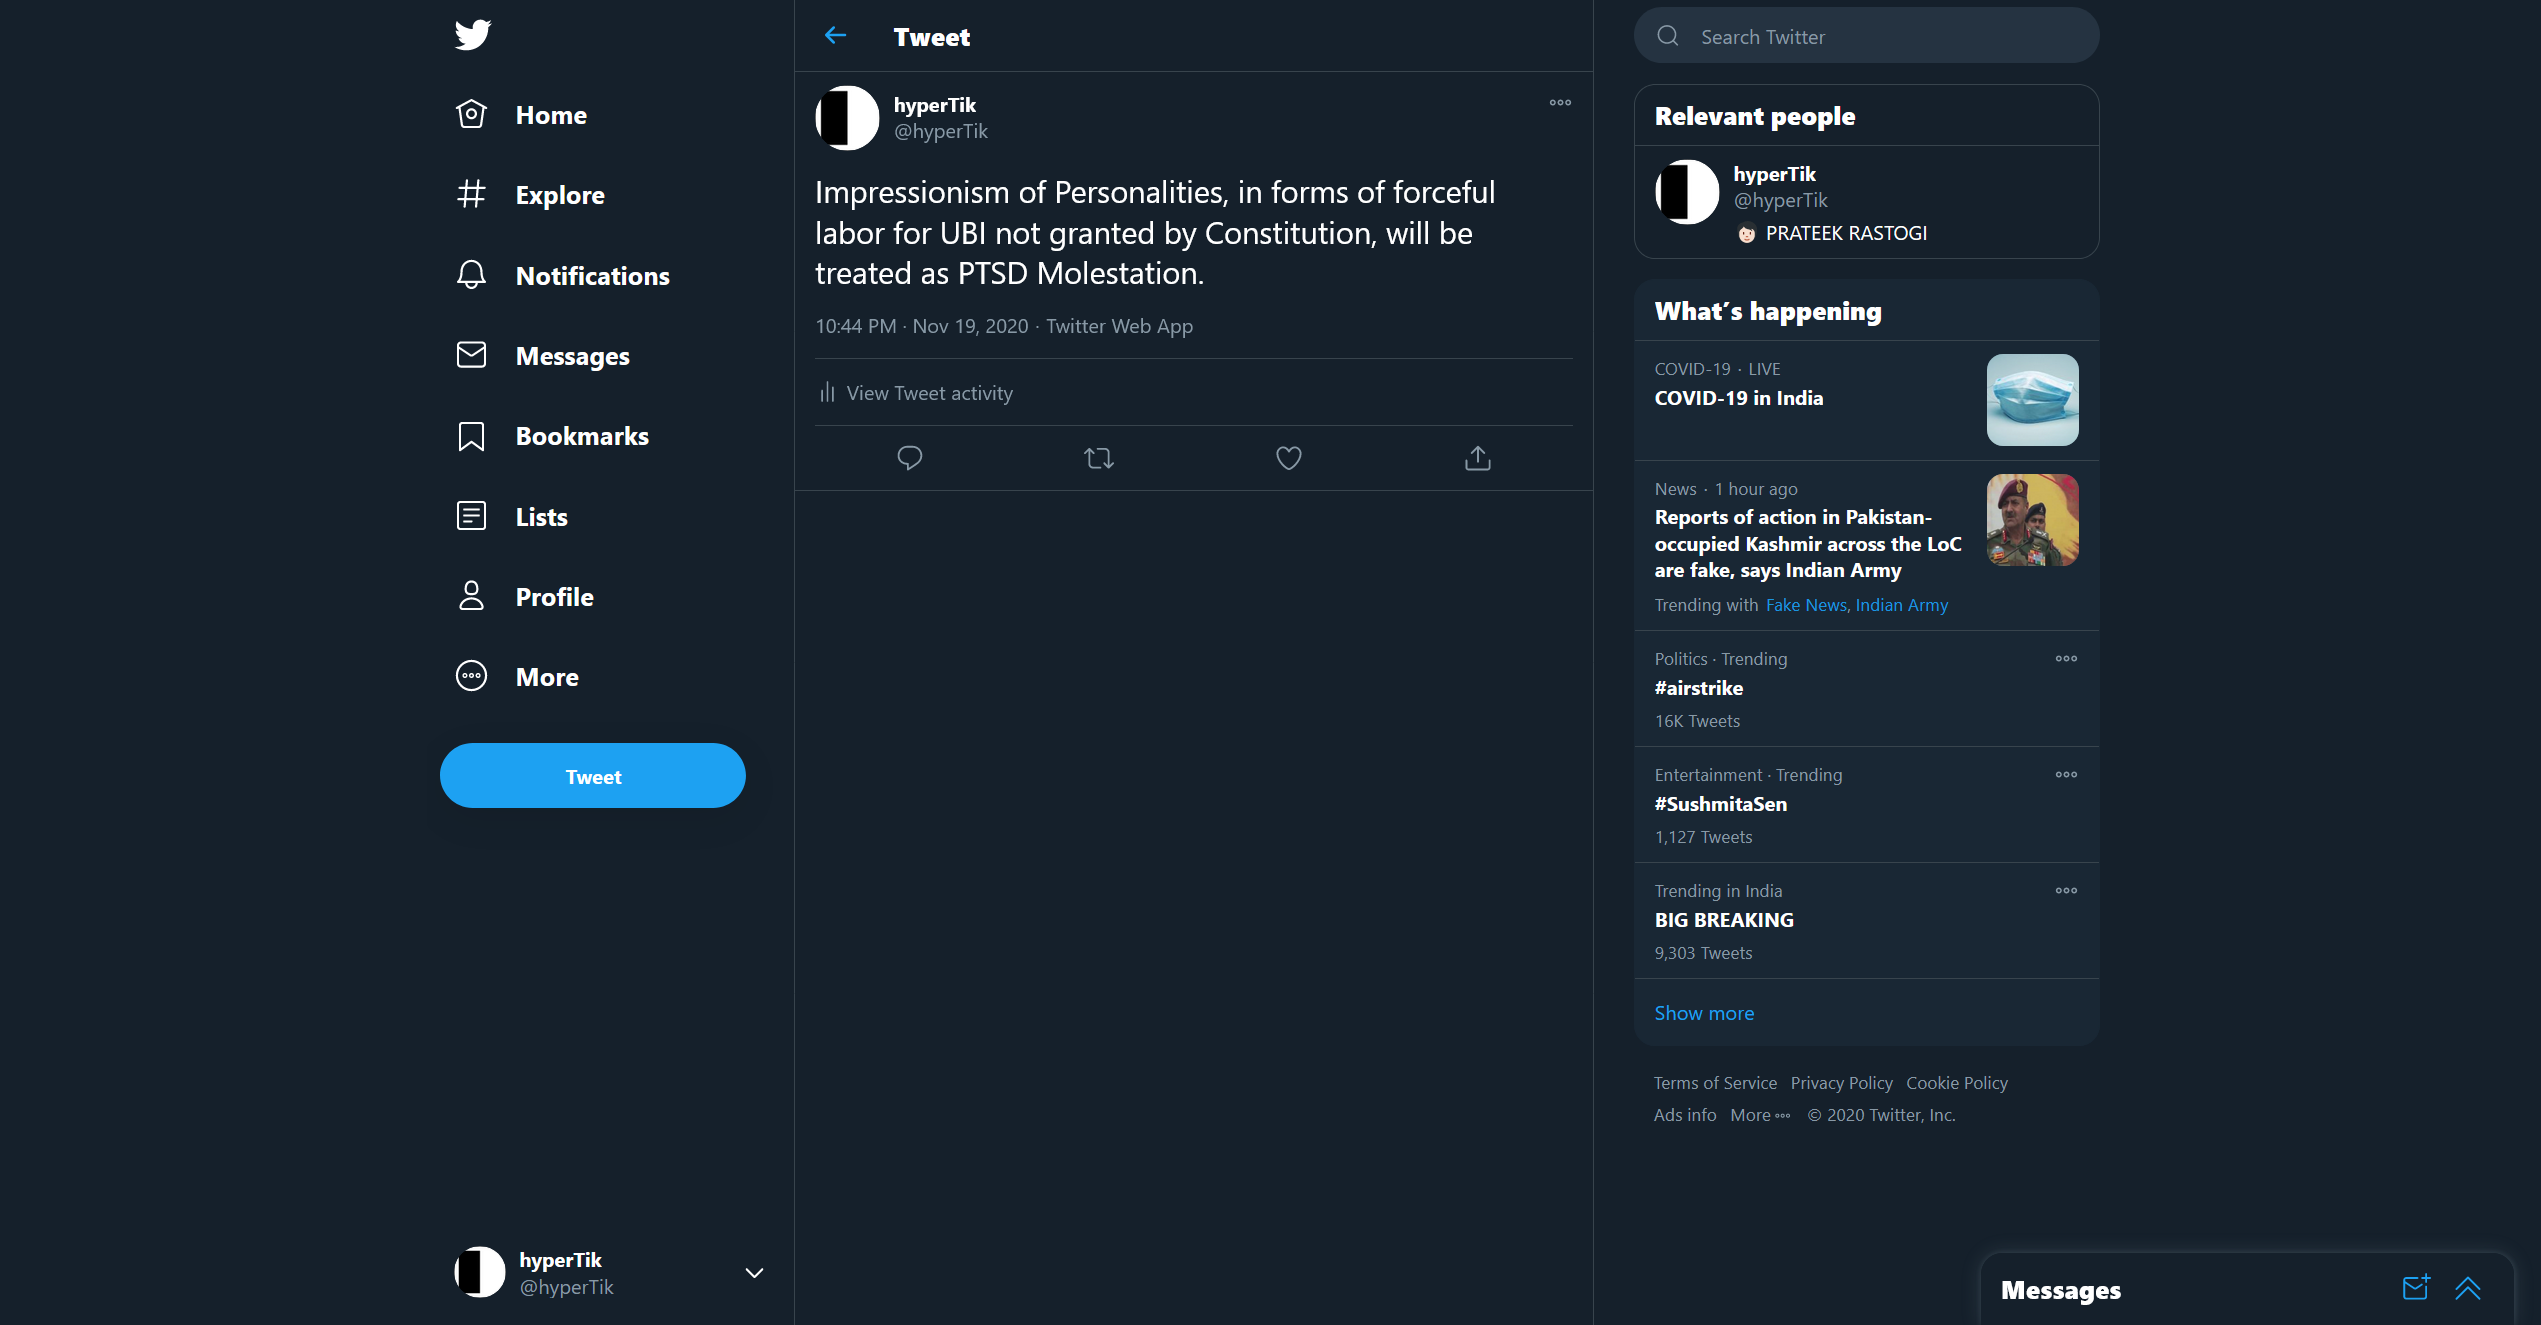 Home
Explore
Notifications
Messages
Bookmarks
Lists
Profile
More
Tweet
hyperTik
@hyperTik
Tweet
hyperTik
@hyperTik
Impressionism of Personalities, in forms of forceful
labor for UBI not granted by Constitution, will be
treated as PTSD Molestation.
10:44 PM · Nov 19, 2020 · Twitter Web App
View Tweet activity
Search Twitter
Relevant people
hyperTik
@hyperTik
PRATEEK RASTOGI
What's happening
COVID-19 · LIVE
COVID-19 in India
News · 1 hour ago
Reports of action in Pakistan-
occupied Kashmir across the LoC
are fake, says Indian Army
Trending with Fake News, Indian Army
Politics · Trending
#airstrike
16K Tweets
Entertainment · Trending
#SushmitaSen
1,127 Tweets
Trending in India
BIG BREAKING
9,303 Tweets
Show more
Terms of Service Privacy Policy Cookie Policy
Ads info More © 2020 Twitter, Inc.
Messages